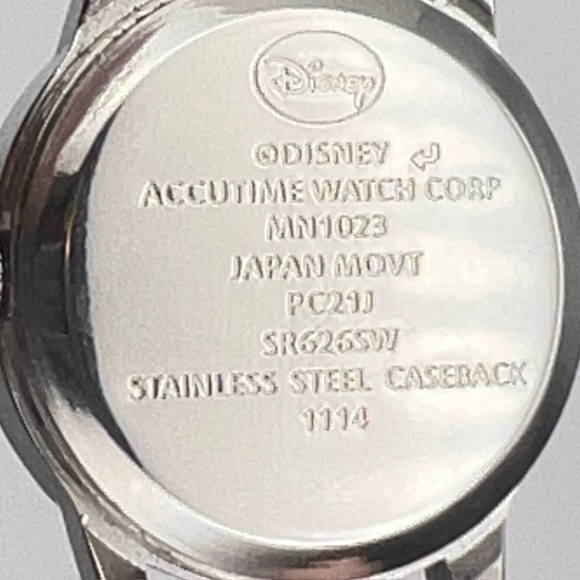 Disney
©DISNEY
ACCUTIME WATCH CORP
MN1023
JAPAN MOVT
PC21J
SR626SW
STAINLESS STEEL CASEBACK
1114